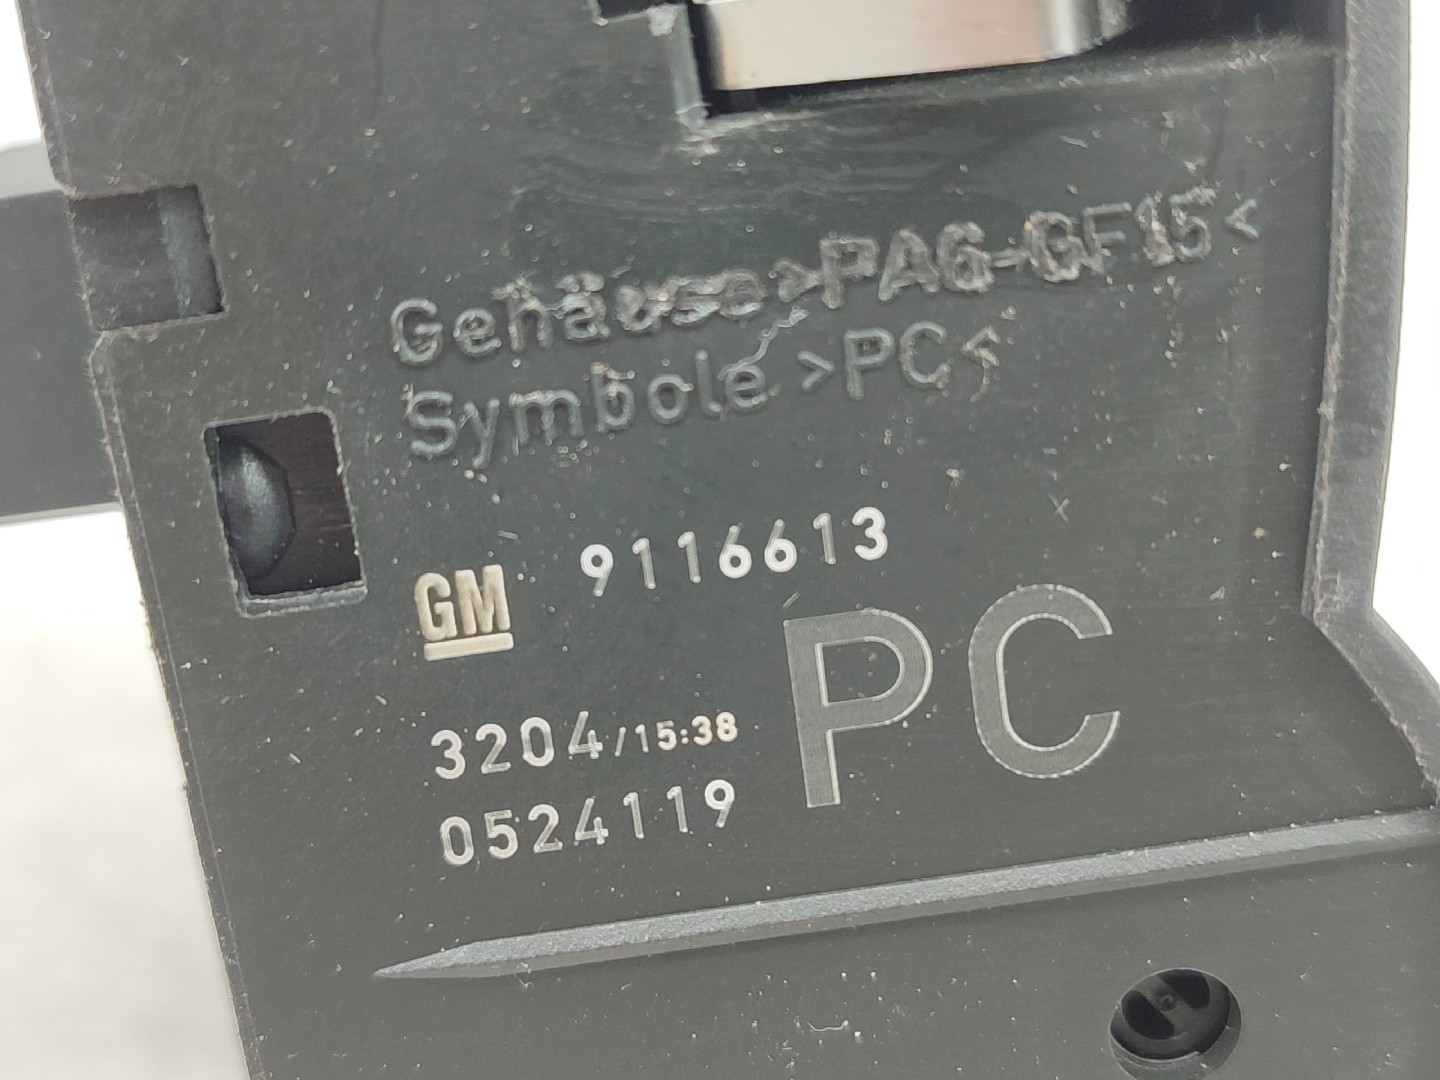 Gehäuse>PA6-GF15<
Symbole >PC<
GM 9116613
3204/15:38 PC
0524119